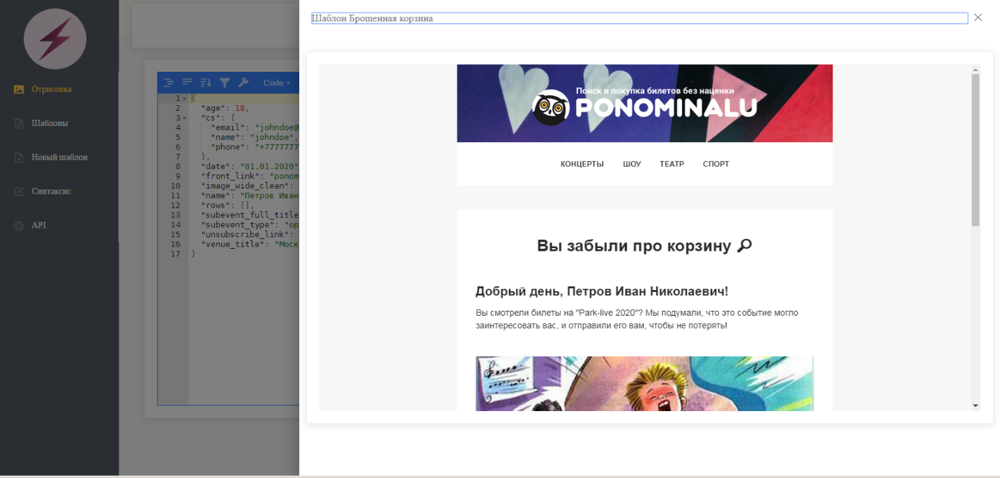 Шаблон Брошенная корзина
Отрисовка
Шаблоны
Новый шаблон
Синтаксис
API
Code
1 {
2 "age": 18,
3 "cs": {
4 "email": "johndoe@
5 "name": "johndoe",
6 "phone": "+7777777
7 },
8 "date": "01.01.2020"
9 "front_link": "ponom
10 "image_wide_clean":
11 "name": "Петров Иван
12 "rows": [],
13 "subevent_full_title
14 "subevent_type": "op
15 "unsubscribe_link":
16 "venue_title": "Моск
17 }
Поиск и покупка билетов без наценки
PONOMINALU
КОНЦЕРТЫ ШОУ ТЕАТР СПОРТ
Вы забыли про корзину
Добрый день, Петров Иван Николаевич!
Вы смотрели билеты на "Park-live 2020"? Мы подумали, что это событие могло
заинтересовать вас, и отправили его вам, чтобы не потерять!